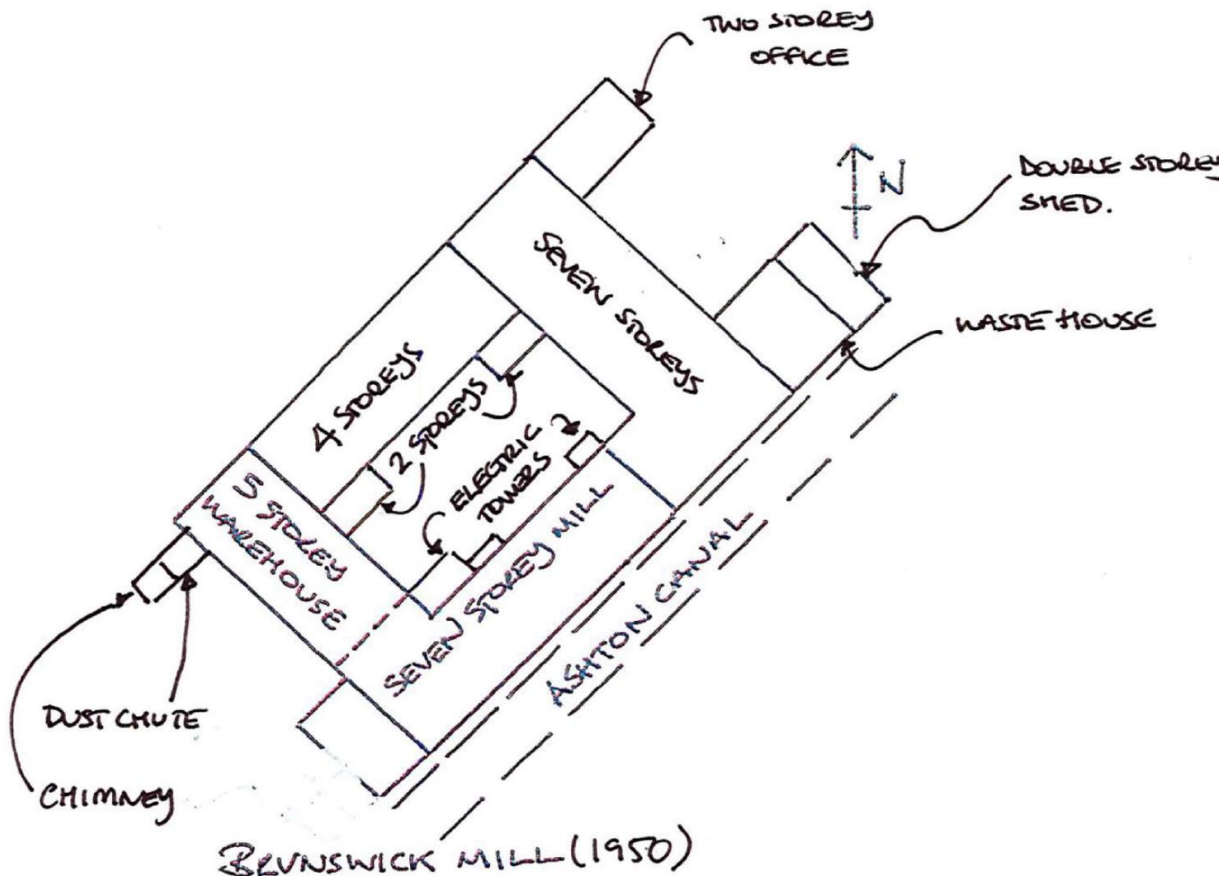 TWO STOREY
OFFICE
N
DOUBLE STOREY
SHED.
SEVEN STOREYS
WASTE HOUSE
4 STOREYS
2 STOREYS
ELECTRIC
TOWERS
5 STOREY
WAREHOUSE
SEVEN STOREY MILL
ASHTON CANAL
DUST CHUTE
CHIMNEY
BRUNSWICK MILL (1950)